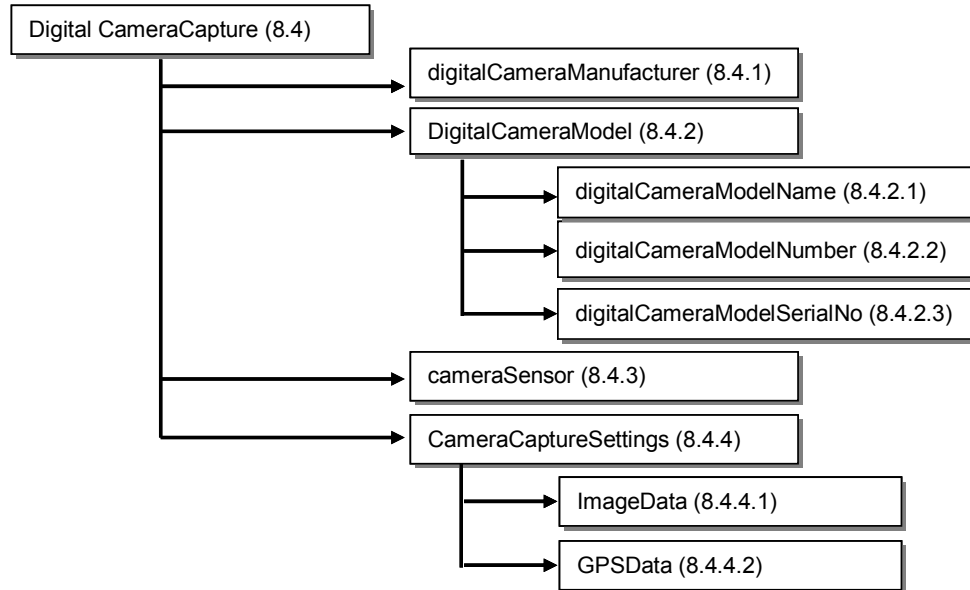 Digital CameraCapture (8.4)
digitalCameraManufacturer (8.4.1)
DigitalCameraModel (8.4.2)
digitalCameraModelName (8.4.2.1)
digitalCameraModelNumber (8.4.2.2)
digitalCameraModelSerialNo (8.4.2.3)
cameraSensor (8.4.3)
CameraCaptureSettings (8.4.4)
ImageData (8.4.4.1)
GPSData (8.4.4.2)